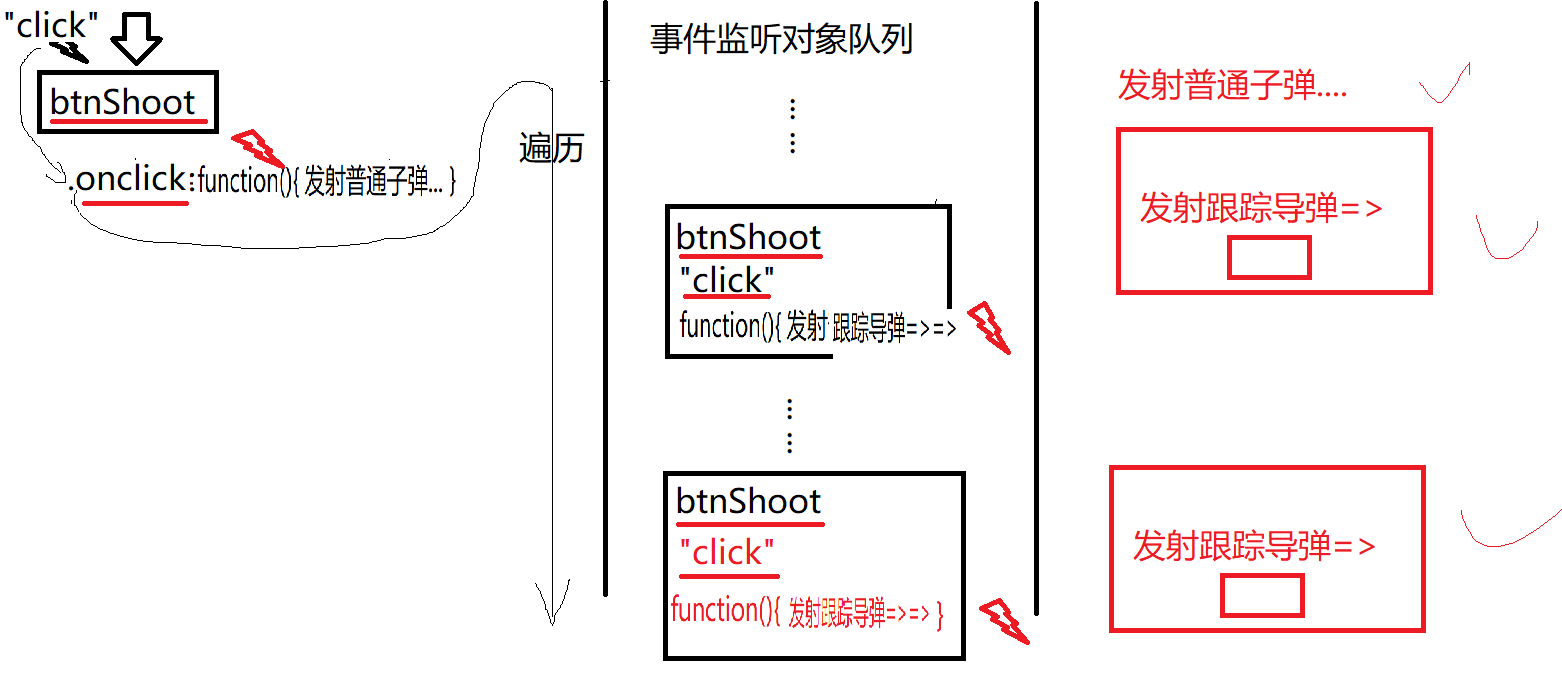 "click"
btnShoot
.onclick:function(){ 发射普通子弹... }
遍历
事件监听对象队列
btnShoot
"click"
function(){ 发射 跟踪导弹=>=>
btnShoot
"click"
function(){ 发射跟踪导弹=>=> }
发射普通子弹....
发射跟踪导弹=>
发射跟踪导弹=>